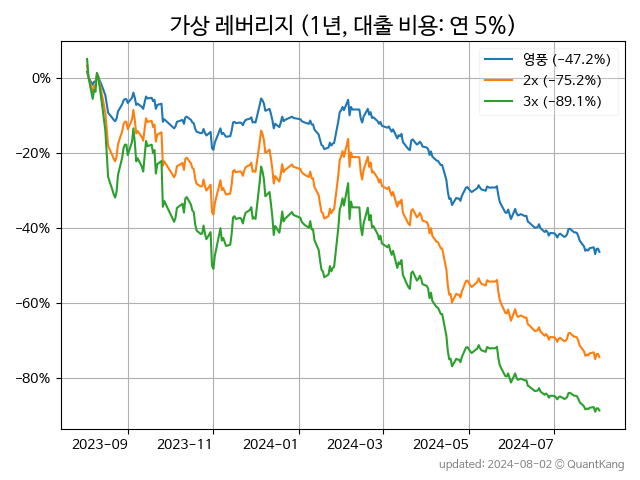 가상 레버리지 (1년, 대출 비용: 연 5%)
영풍 (−47.2%)
2x (−75.2%)
3x (−89.1%)
0%
−20%
−40%
−60%
−80%
2023-09 2023-11 2024-01 2024-03 2024-05 2024-07
updated: 2024-08-02 © QuantKang